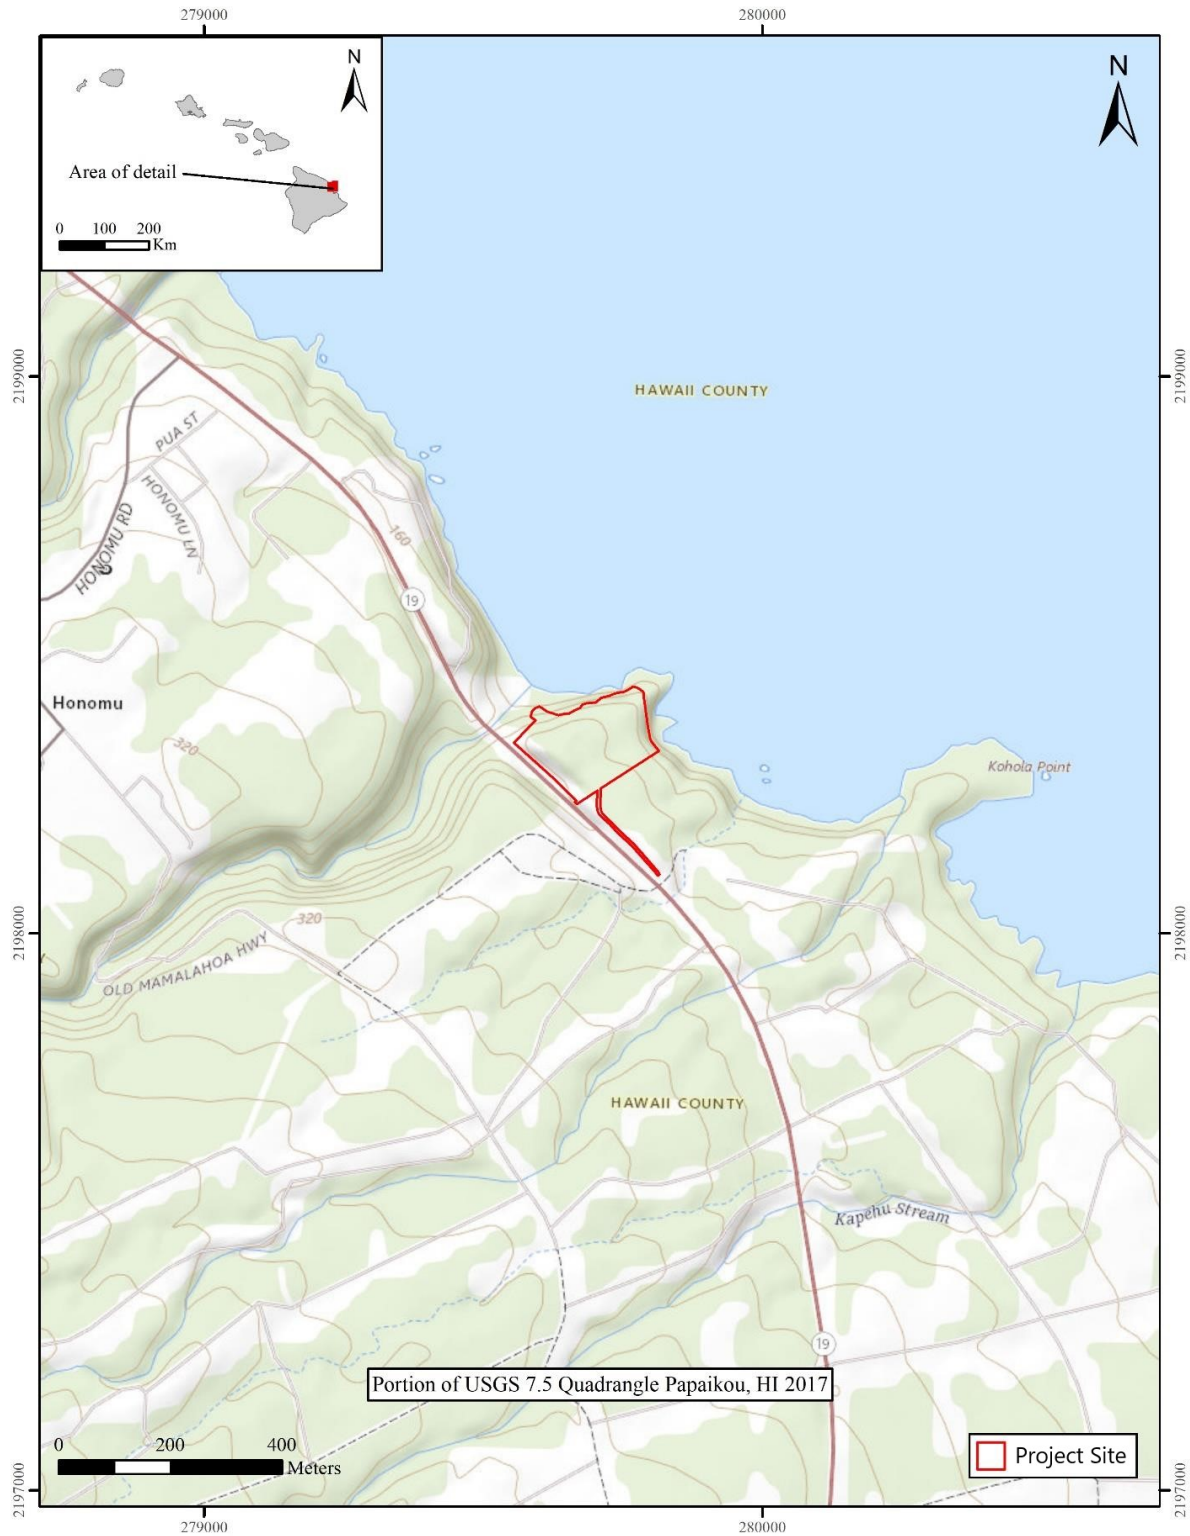 279000
280000
N
N
Area of detail
0 100 200
Km
2199000
2199000
HAWAII COUNTY
PUA ST
HONOMU LN
HONOMU RD
160
19
Honomu
320
Kohola Point
320
OLD MAMALAHOA HWY
2198000
2198000
HAWAII COUNTY
Kapehu Stream
19
Portion of USGS 7.5 Quadrangle Papaikou, HI 2017
0 200 400
Meters
Project Site
2197000
2197000
279000
280000